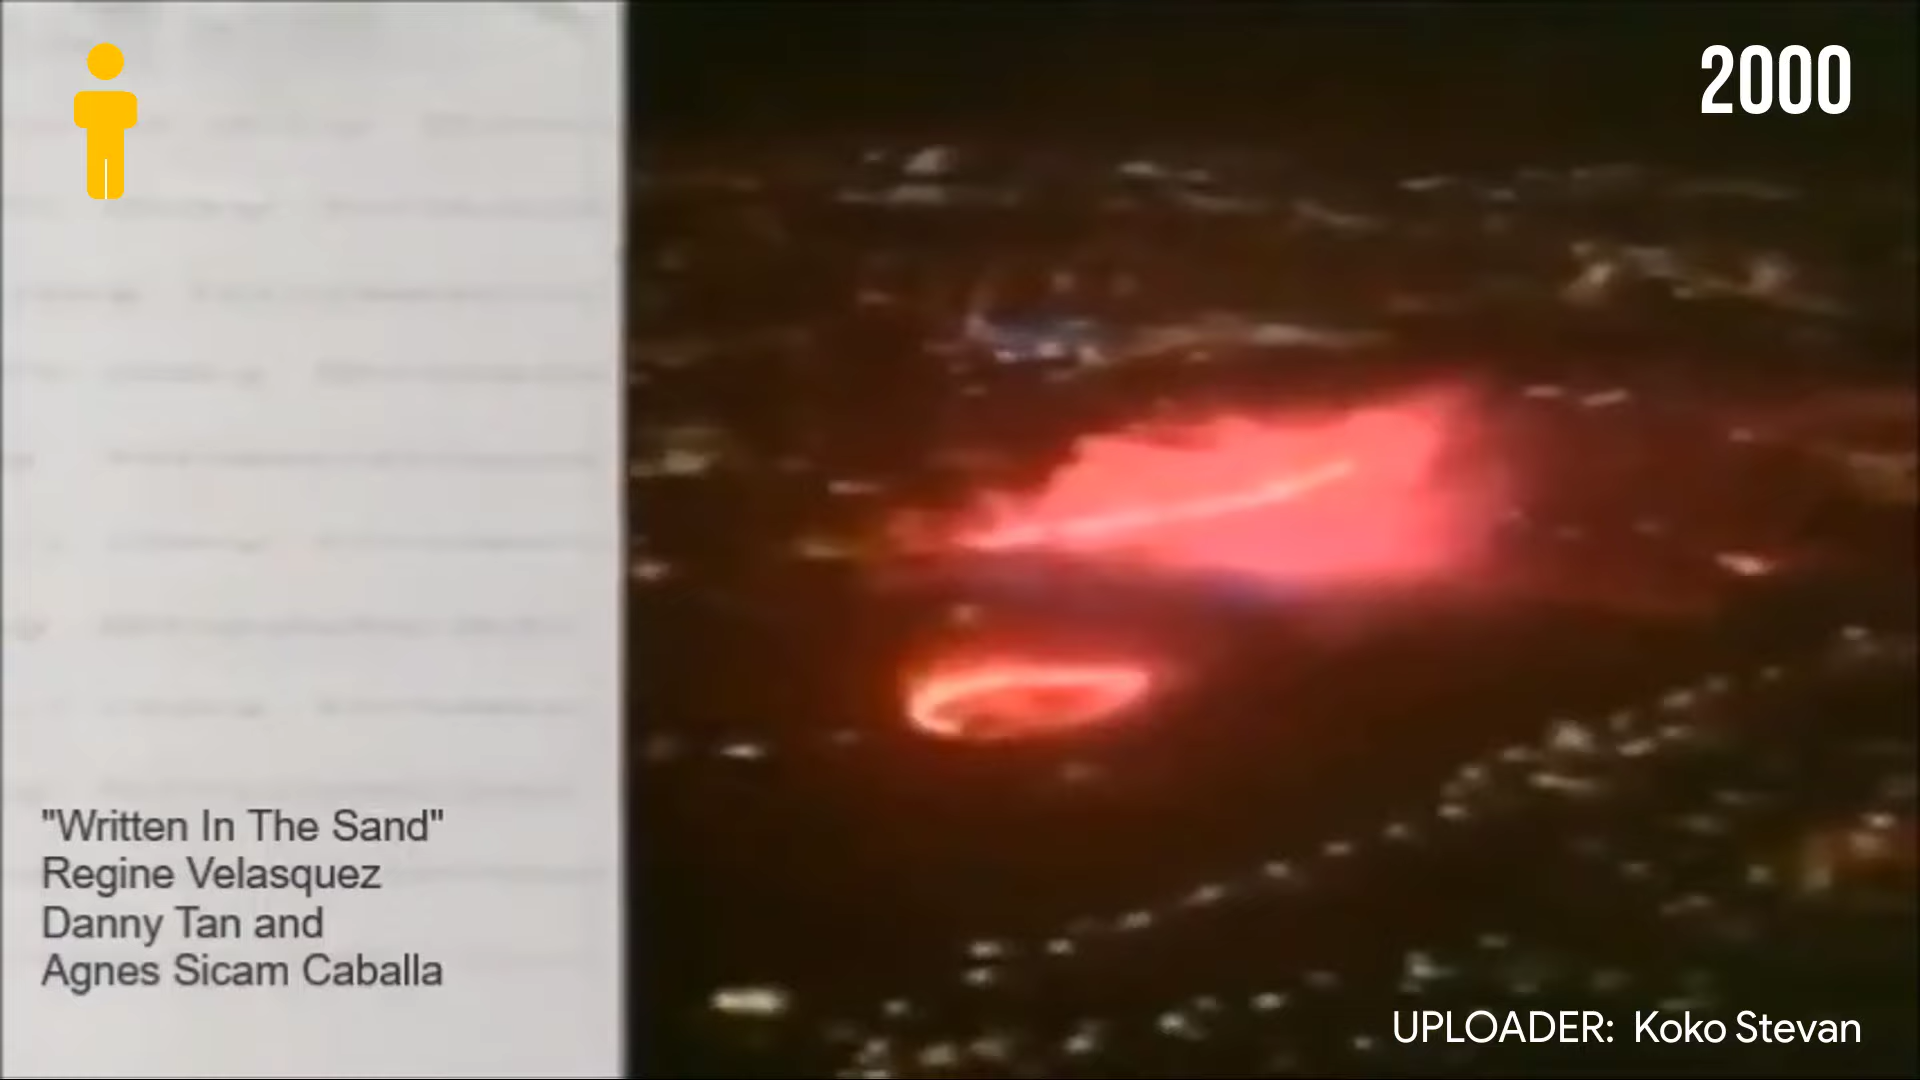 2000
"Written In The Sand"
Regine Velasquez
Danny Tan and
Agnes Sicam Caballa
UPLOADER: Koko Stevan